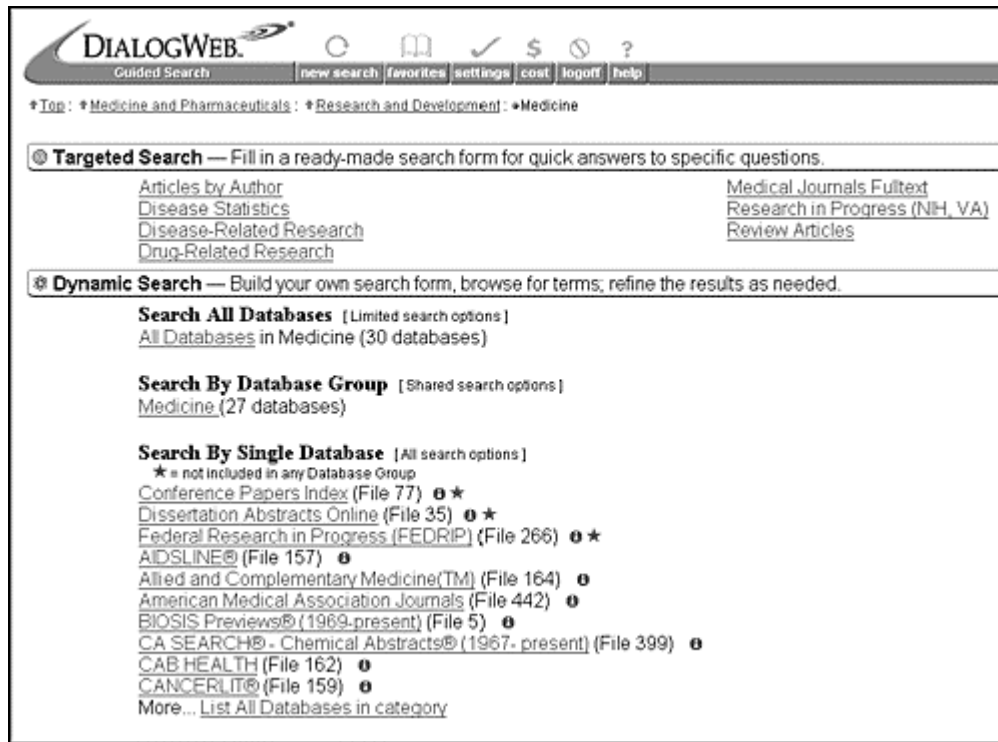 DIALOGWEB.
$ ?
Guided Search new search favorites settings cost logoff help
Top : Medicine and Pharmaceuticals : Research and Development : Medicine
Targeted Search — Fill in a ready-made search form for quick answers to specific questions.
Articles by Author Medical Journals Fulltext
Disease Statistics Research in Progress (NIH, VA)
Disease-Related Research Review Articles
Drug-Related Research
Dynamic Search — Build your own search form, browse for terms; refine the results as needed.
Search All Databases [Limited search options]
All Databases in Medicine (30 databases)
Search By Database Group [Shared search options]
Medicine (27 databases)
Search By Single Database [All search options]
★ = not included in any Database Group
Conference Papers Index (File 77) ★
Dissertation Abstracts Online (File 35) ★
Federal Research in Progress (FEDRIP) (File 266) ★
AIDSLINE® (File 157)
Allied and Complementary Medicine(TM) (File 164)
American Medical Association Journals (File 442)
BIOSIS Previews® (1969-present) (File 5)
CA SEARCH® - Chemical Abstracts® (1967- present) (File 399)
CAB HEALTH (File 162)
CANCERLIT® (File 159)
More... List All Databases in category